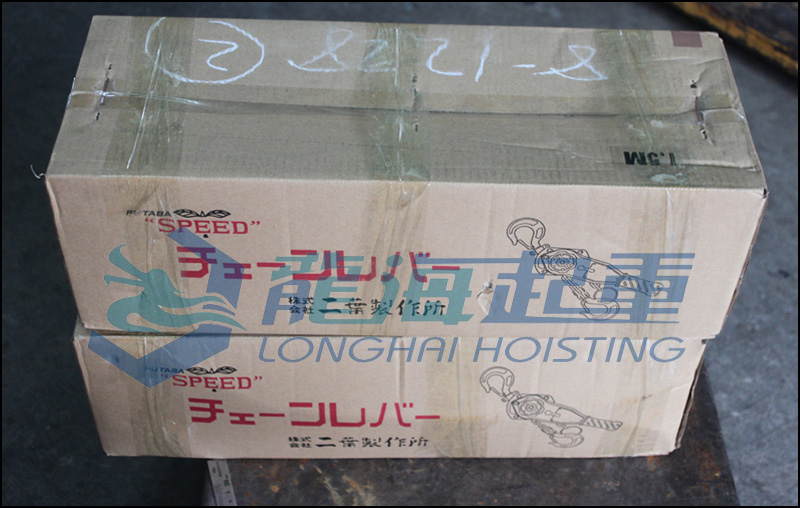 ② 8221-8
1.5M
FUTABA
"SPEED"
チェーンレバー
株式会社 二葉製作所
龍海起重
LONGHAI HOISTING
FUTABA
"SPEED"
チェーンレバー
株式会社 二葉製作所